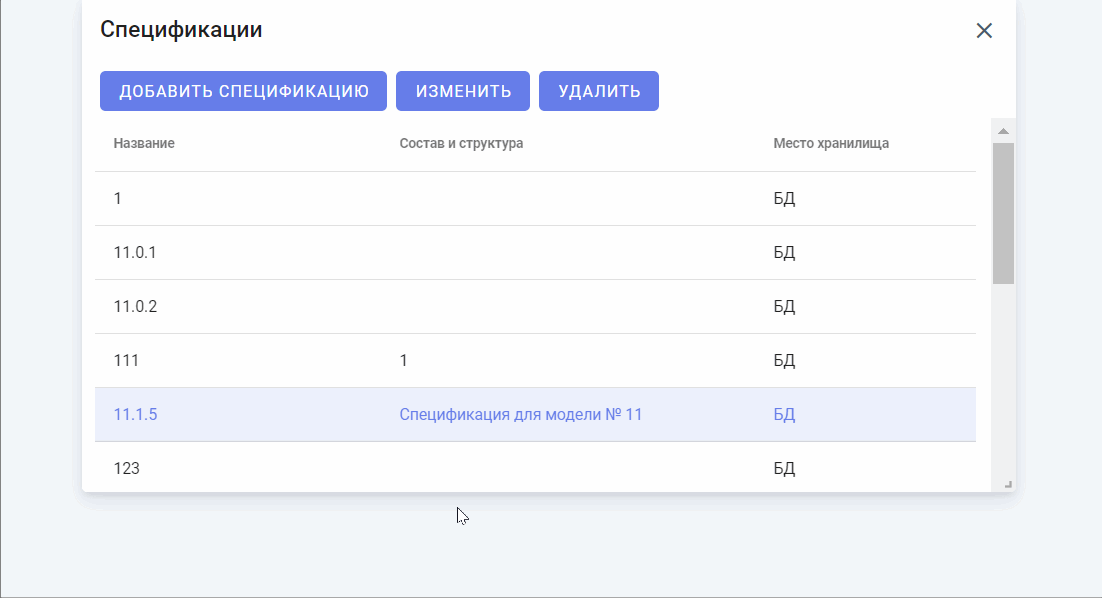 Спецификации
ДОБАВИТЬ СПЕЦИФИКАЦИЮ ИЗМЕНИТЬ УДАЛИТЬ
Название Состав и структура Место хранилища
1 БД
11.0.1 БД
11.0.2 БД
111 1 БД
11.1.5 Спецификация для модели № 11 БД
123 БД